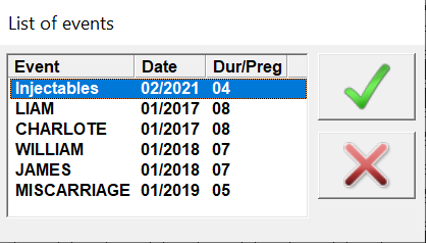 List of events
Event Date Dur/Preg
Injectables 02/2021 04
LIAM 01/2017 08
CHARLOTE 01/2017 08
WILLIAM 01/2018 07
JAMES 01/2018 07
MISCARRIAGE 01/2019 05